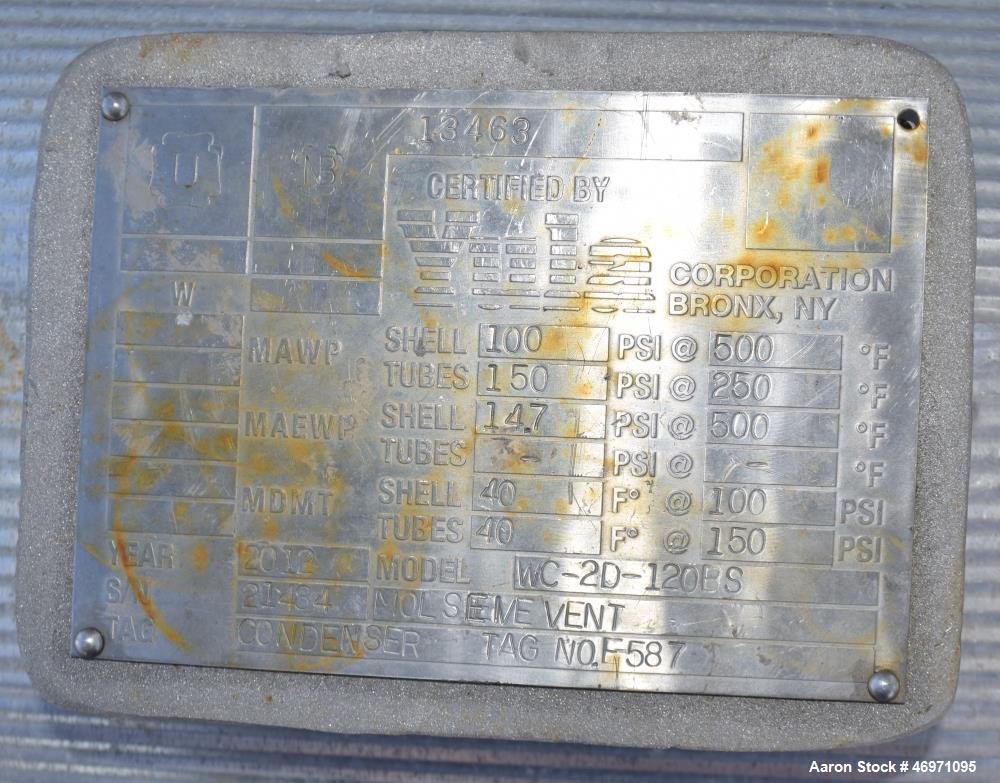 13463
U NB
CERTIFIED BY
Yula
CORPORATION
BRONX, NY
W
MAWP SHELL 100 PSI @ 500 °F
TUBES 150 PSI @ 250 °F
MAEWP SHELL 14.7 PSI @ 500 °F
TUBES - PSI @ - °F
MDMT SHELL 40 F° @ 100 PSI
TUBES 40 F° @ 150 PSI
YEAR MODEL WC-2D-120BS
S/N 21484 VENT
TAG CONDENSER TAG NO.
Aaron Stock # 46971095